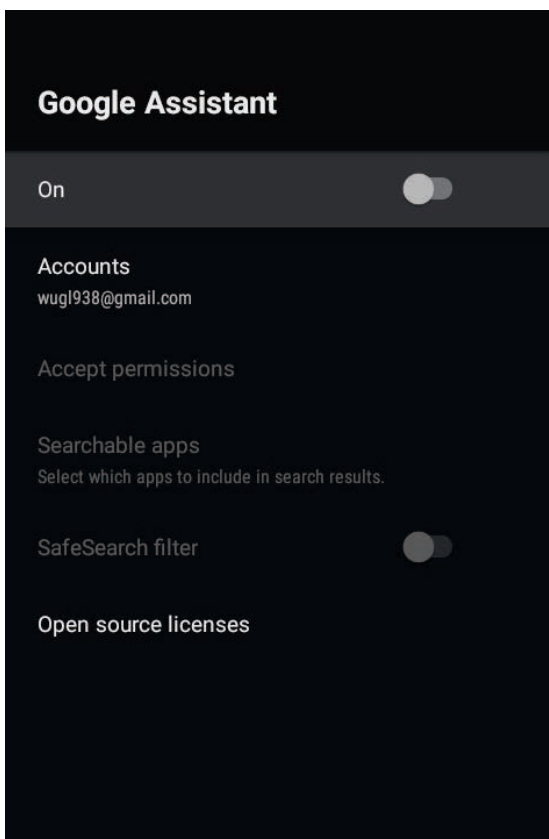 Google Assistant
On
Accounts
wugl938@gmail.com
Accept permissions
Searchable apps
Select which apps to include in search results.
SafeSearch filter
Open source licenses